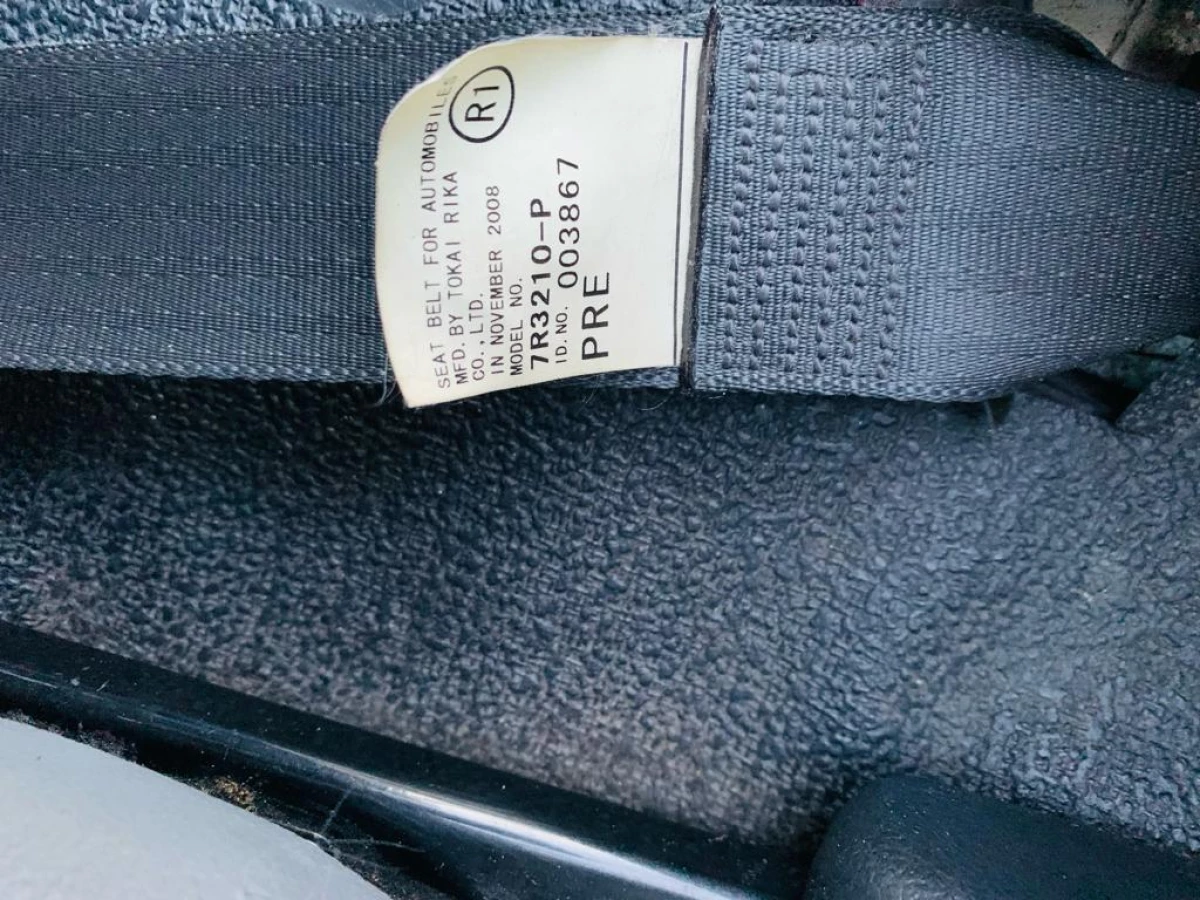 SEAT BELT FOR AUTOMOBILES
MFD. BY TOKAI RIKA
CO., LTD.
IN NOVEMBER 2008
MODEL NO.
7R3210-P
ID. NO. 003867
PRE
R1